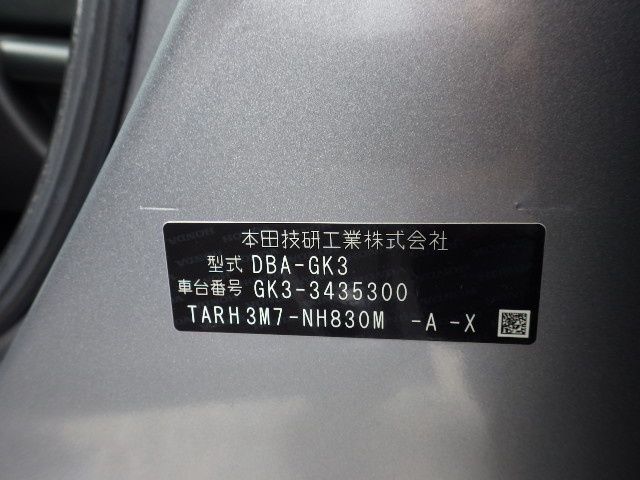 本田技研工業株式会社
型式 DBA-GK3
車台番号 GK3-3435300
TARH3M7-NH830M -A -X